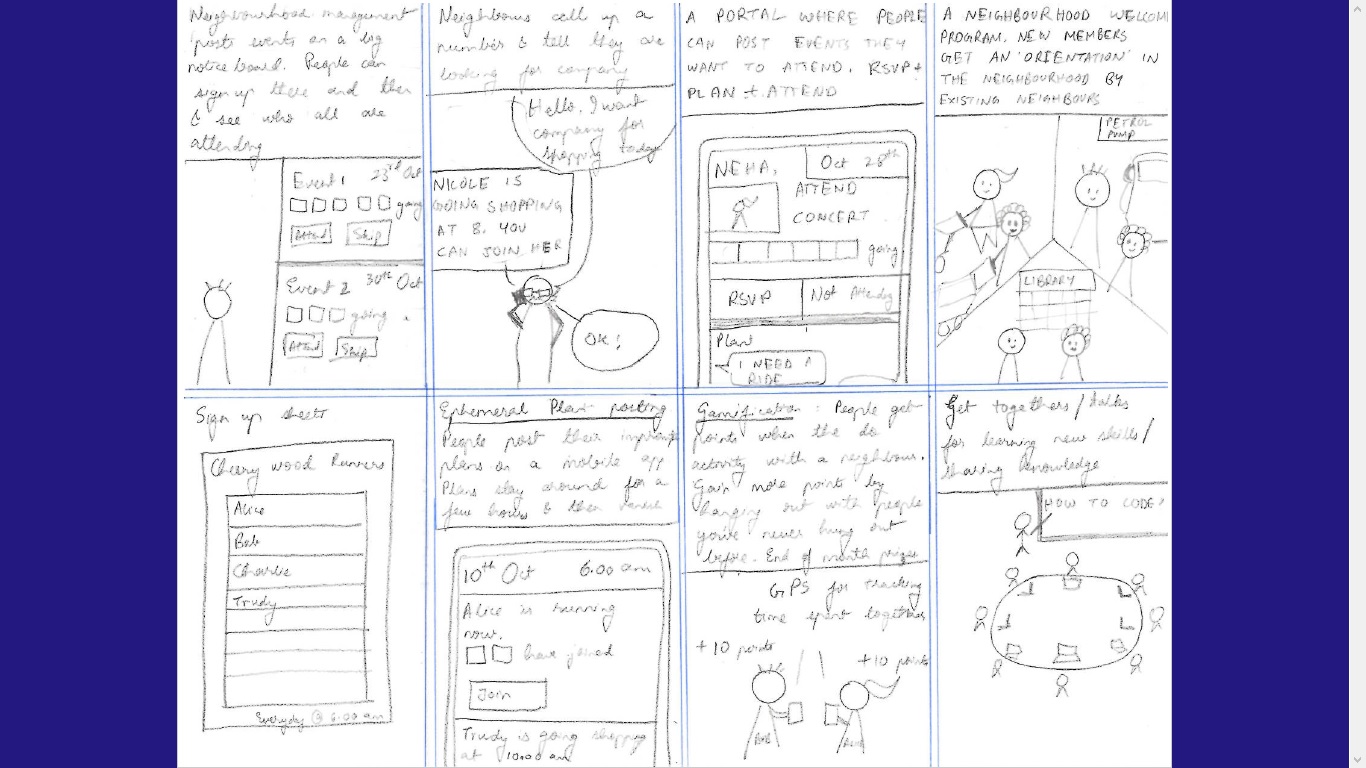 Neighbourhood management
posts events on a big
notice board. People can
sign up there and then
& see who all are
attending
Event 1 23rd Oct
going
Attend Skip
Event 2 30th Oct
going
Attend Skip
Neighbours call up a
number & tell they are
looking for company
Hello. I want
company for
shopping today
NICOLE IS
GOING SHOPPING
AT 8. YOU
CAN JOIN HER
OK!
A PORTAL WHERE PEOPLE
CAN POST EVENTS THEY
WANT TO ATTEND. RSVP +
PLAN + ATTEND
NEHA, Oct 28th
ATTEND
CONCERT
going
RSVP Not Attending
Plan
I NEED A
RIDE
A NEIGHBOURHOOD WELCOM
PROGRAM. NEW MEMBERS
GET AN 'ORIENTATION' IN
THE NEIGHBOURHOOD BY
EXISTING NEIGHBOURS
PETROL
PUMP
LIBRARY
Sign up sheets
Cherry wood Runners
Alice
Bob
Charlie
Trudy
Everyday @ 6:00 am
Ephemeral Plan posting
People post their impromptu
plans on a mobile app
Plans stay around for a
few hours & then vanish
10th Oct 6.00 am
Alice is running
now.
have joined
Join
Trudy is going shopping
at 10:00 am
Gamification : People get
points when the do
activity with a neighbour.
Gain more points by
hanging out with people
you've never hung out
before. End of month prizes
GPS for tracking
time spent together
+10 points +10 points
Bob Alice
Get togethers/talks
for learning new skills/
sharing knowledge
HOW TO CODE?